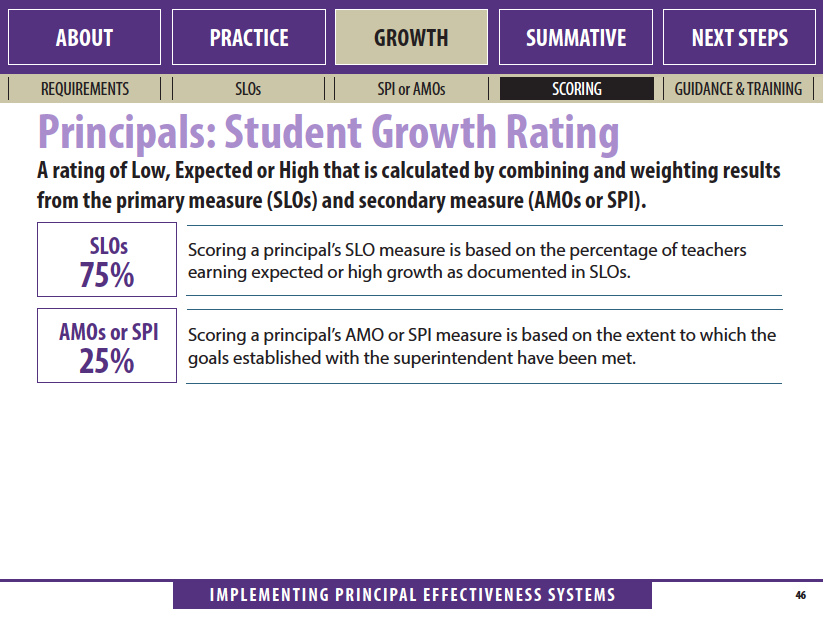 ABOUT
PRACTICE
GROWTH
SUMMATIVE
NEXT STEPS
REQUIREMENTS
SLOs
SPI or AMOs
SCORING
GUIDANCE & TRAINING
Principals: Student Growth Rating
A rating of Low, Expected or High that is calculated by combining and weighting results
from the primary measure (SLOs) and secondary measure (AMOs or SPI).
SLOs
75%
Scoring a principal’s SLO measure is based on the percentage of teachers
earning expected or high growth as documented in SLOs.
AMOs or SPI
25%
Scoring a principal’s AMO or SPI measure is based on the extent to which the
goals established with the superintendent have been met.
IMPLEMENTING PRINCIPAL EFFECTIVENESS SYSTEMS
46